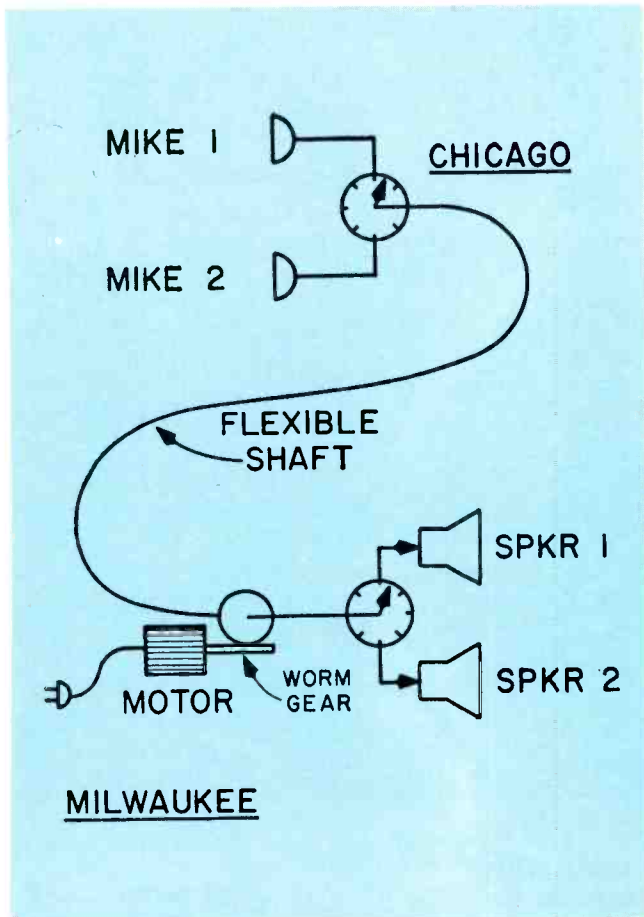 MIKE 1
CHICAGO
MIKE 2
FLEXIBLE
SHAFT
SPKR 1
MOTOR
WORM
GEAR
SPKR 2
MILWAUKEE